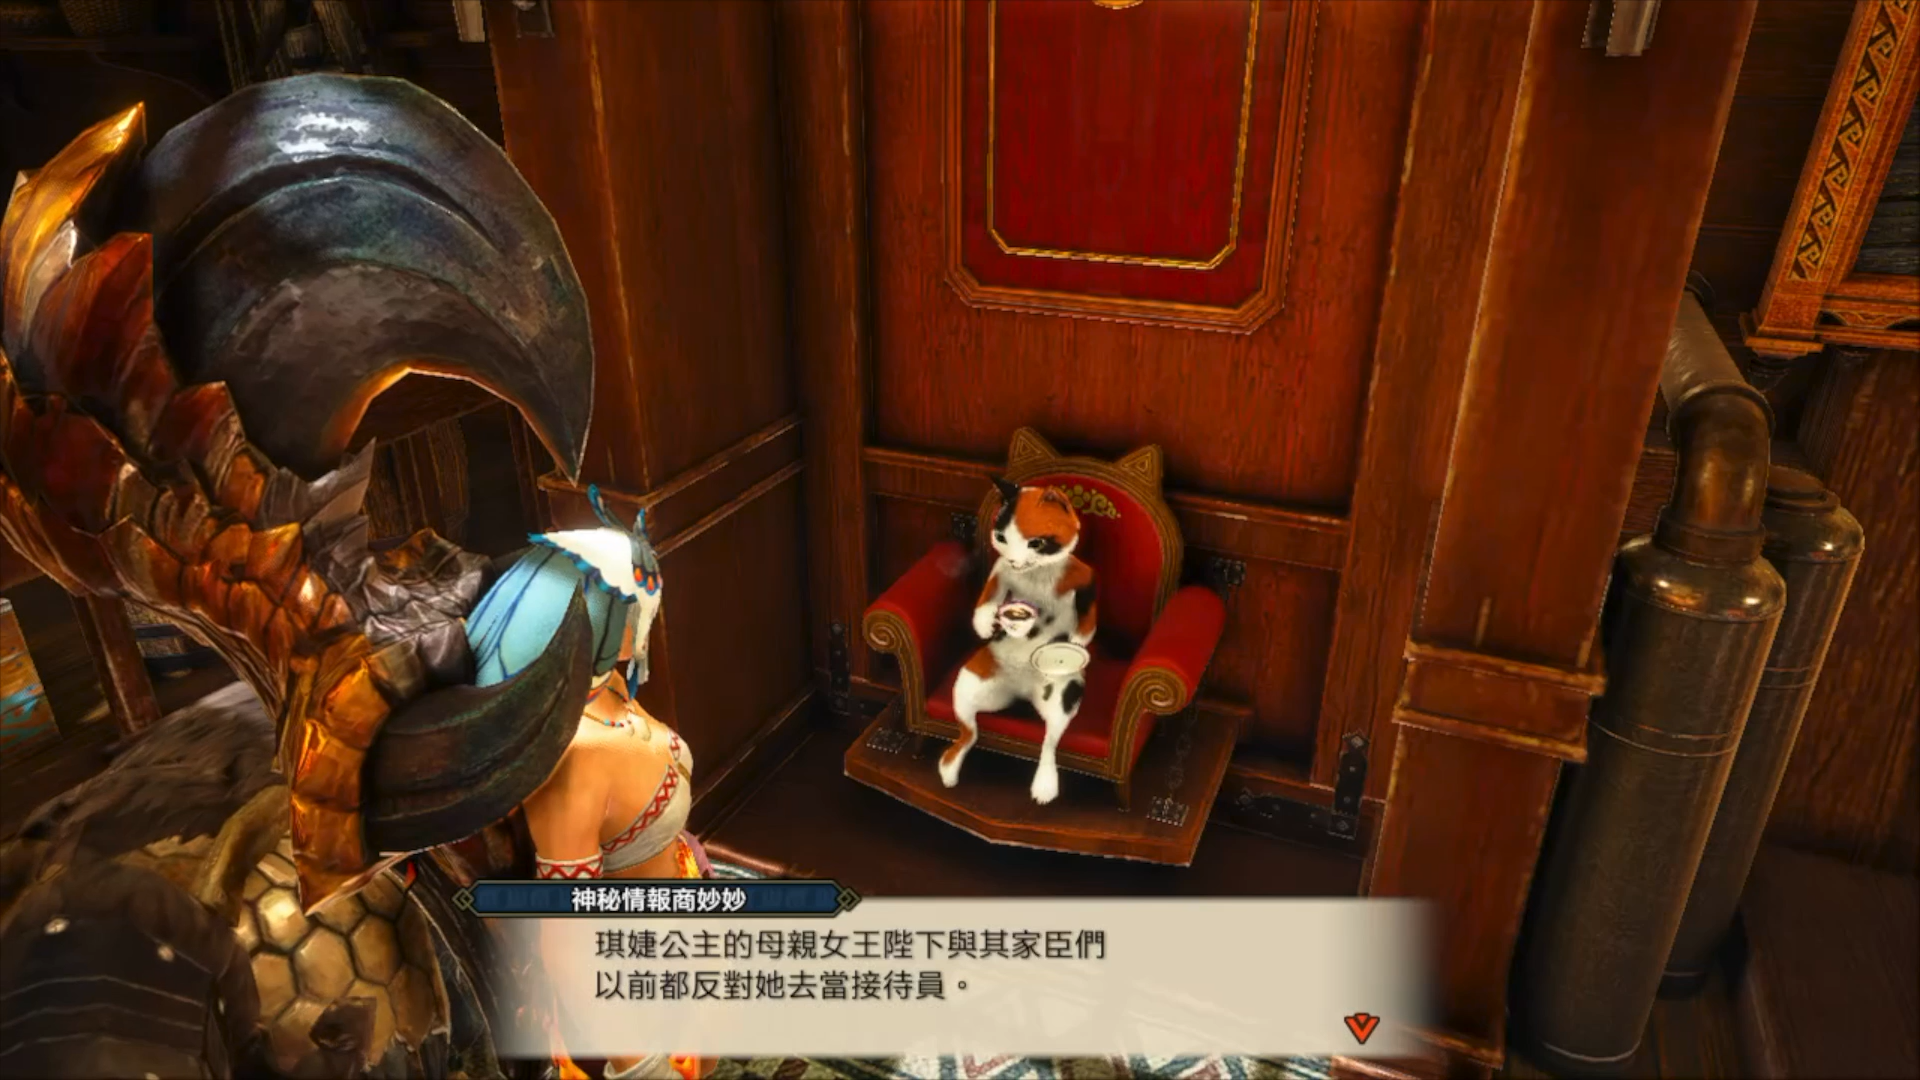 神秘情報商妙妙
琪婕公主的母親女王陛下與其家臣們
以前都反對她去當接待員。